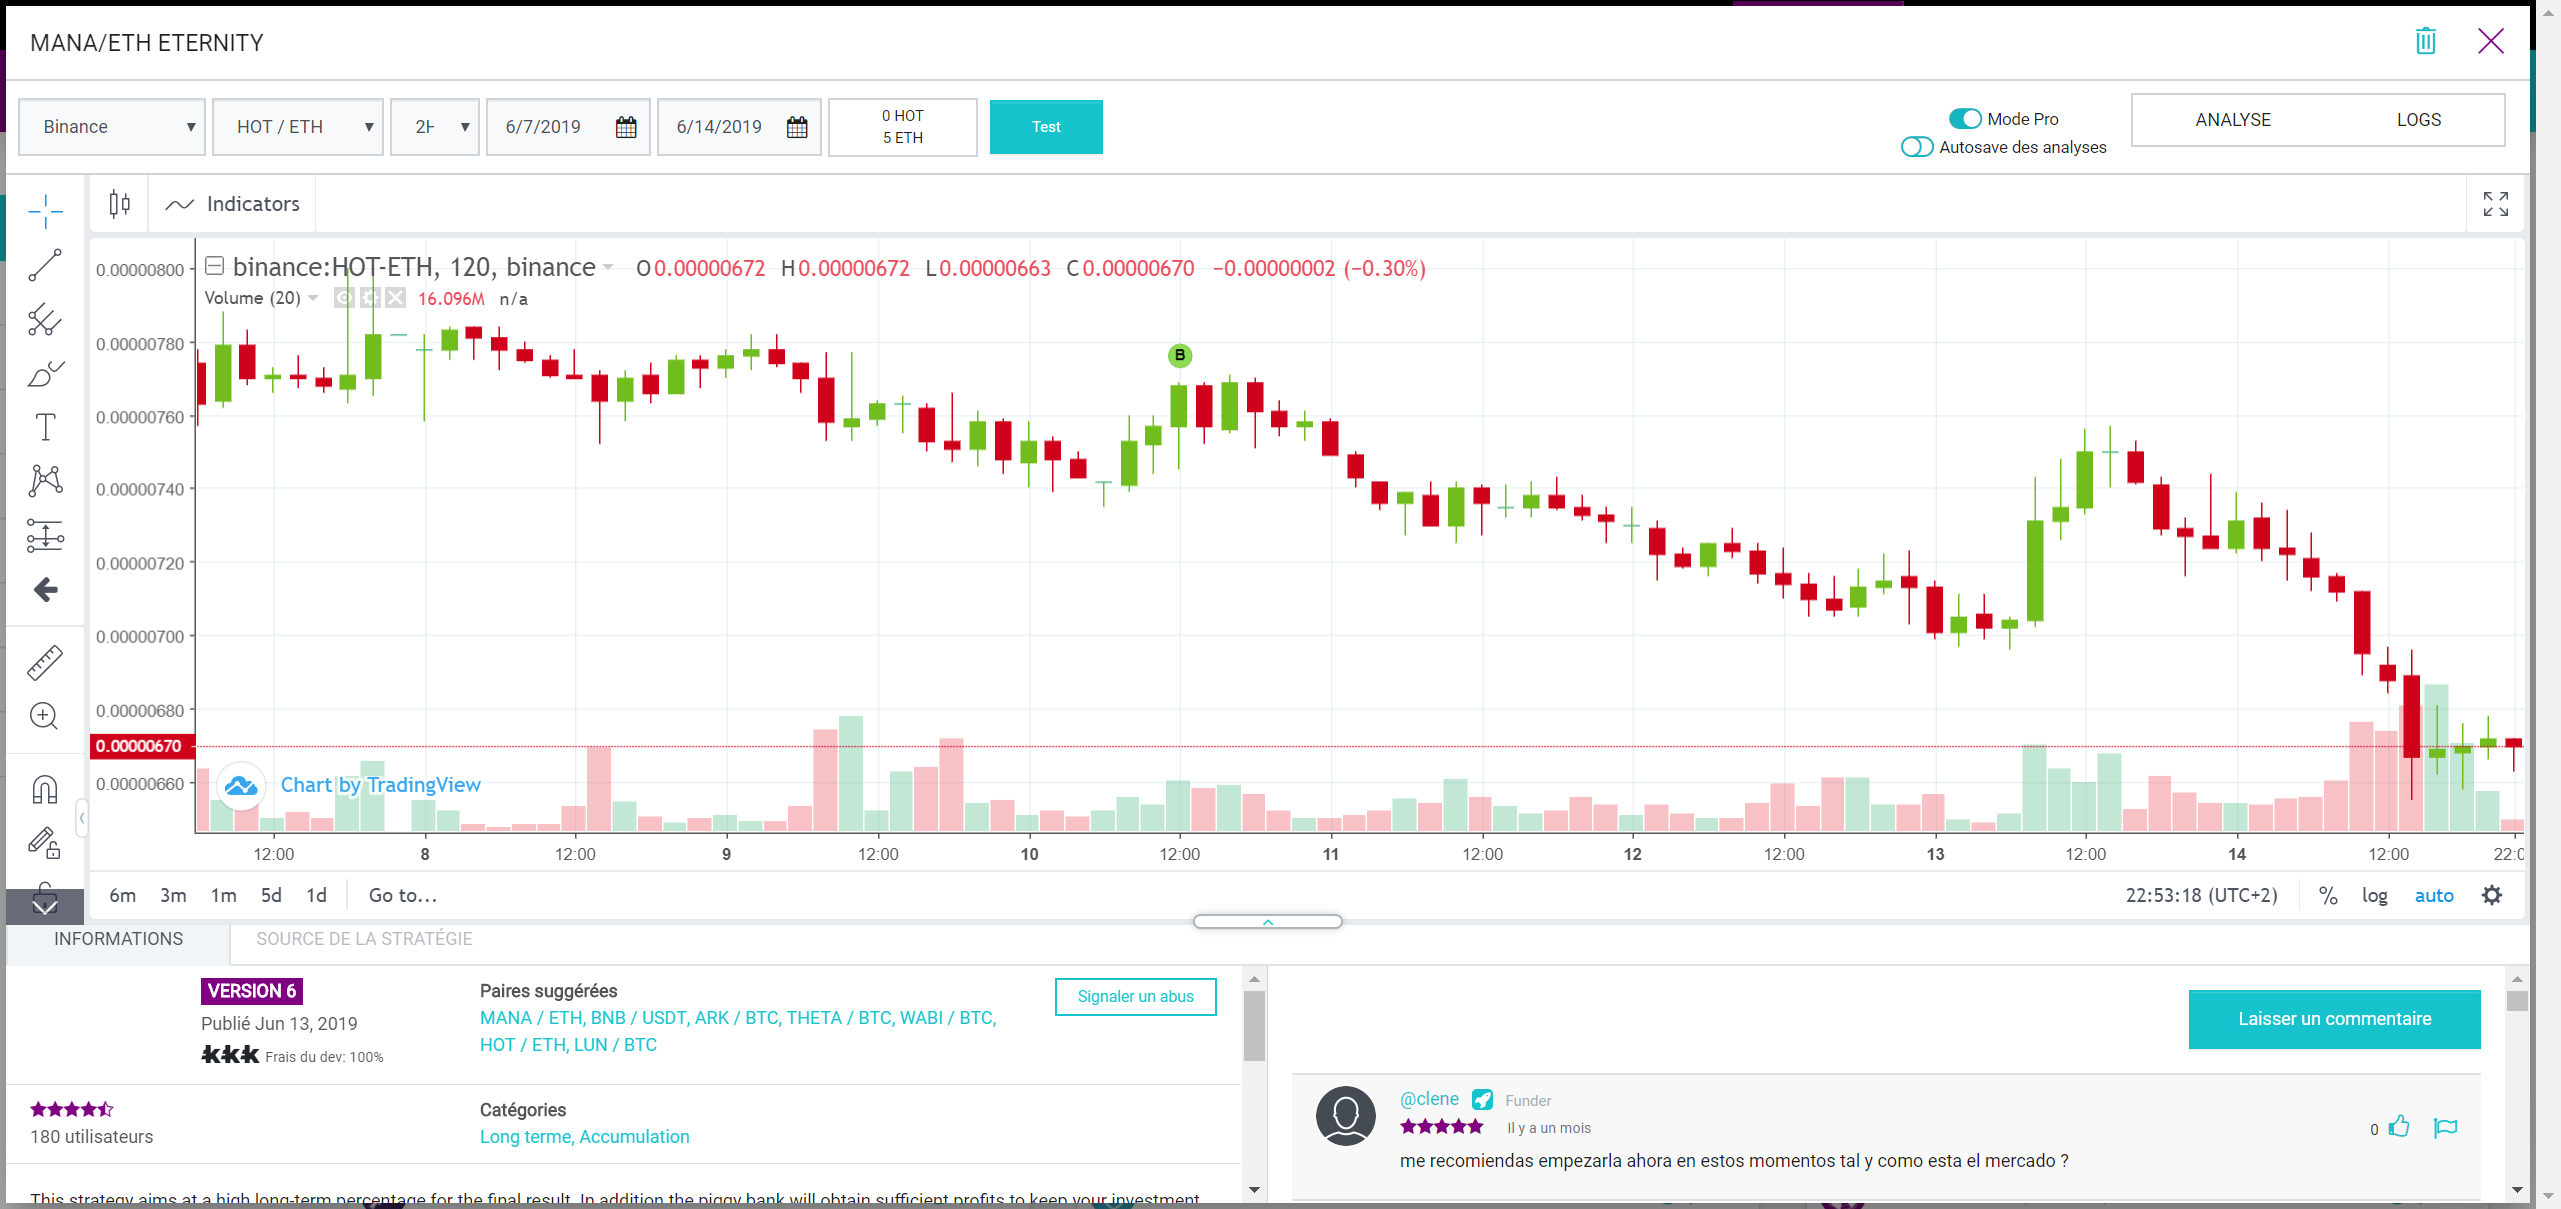 MANA/ETH ETERNITY
Binance
HOT / ETH
2H
6/7/2019
6/14/2019
0 HOT
5 ETH
Test
Mode Pro
Autosave des analyses
ANALYSE
LOGS
Indicators
binance:HOT-ETH, 120, binance
O 0.00000672 H 0.00000672 L 0.00000663 C 0.00000670 −0.00000002 (−0.30%)
Volume (20) 16.096M n/a
0.00000800
0.00000780
0.00000760
0.00000740
0.00000720
0.00000700
0.00000680
0.00000670
0.00000660
B
Chart by TradingView
12:00 8 12:00 9 12:00 10 12:00 11 12:00 12 12:00 13 12:00 14 12:00 22:0
6m 3m 1m 5d 1d Go to...
22:53:18 (UTC+2) % log auto
INFORMATIONS
SOURCE DE LA STRATÉGIE
VERSION 6
Publié Jun 13, 2019
Frais du dev: 100%
Paires suggérées
MANA / ETH, BNB / USDT, ARK / BTC, THETA / BTC, WABI / BTC,
HOT / ETH, LUN / BTC
Signaler un abus
180 utilisateurs
Catégories
Long terme, Accumulation
This strategy aims at a high long-term percentage for the final result. In addition the piggy bank will obtain sufficient profits to keep your investment
Laisser un commentaire
@clene Funder
Il y a un mois
0
me recomiendas empezarla ahora en estos momentos tal y como esta el mercado ?